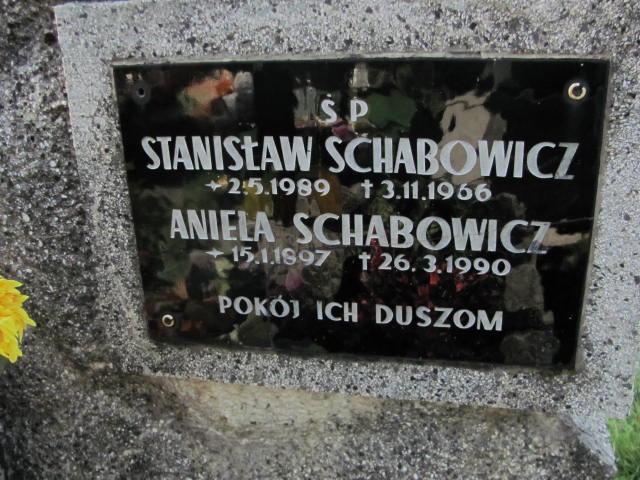 Ś P
STANISŁAW SCHABOWICZ
✦ 2.5.1989 † 3.11.1966
ANIELA SCHABOWICZ
✦ 15.1.1897 † 26.3.1990
POKÓJ ICH DUSZOM